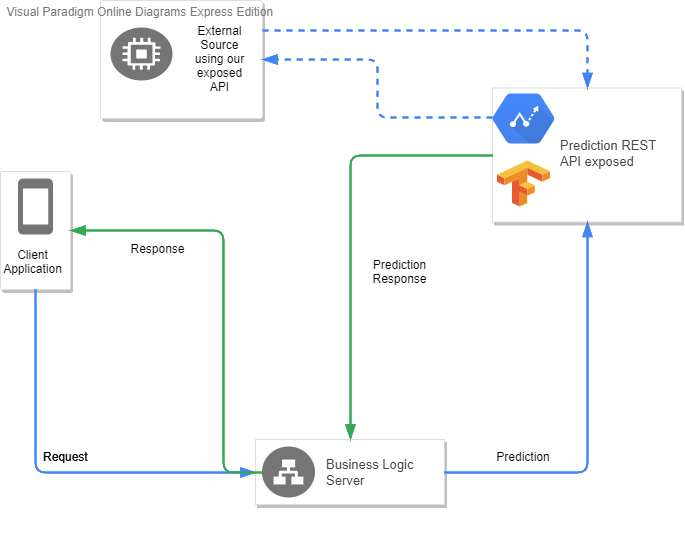 Visual Paradigm Online Diagrams Express Edition
External
Source
using our
exposed
API
Prediction REST
API exposed
Client
Application
Response
Prediction
Response
Request
Business Logic
Server
Prediction